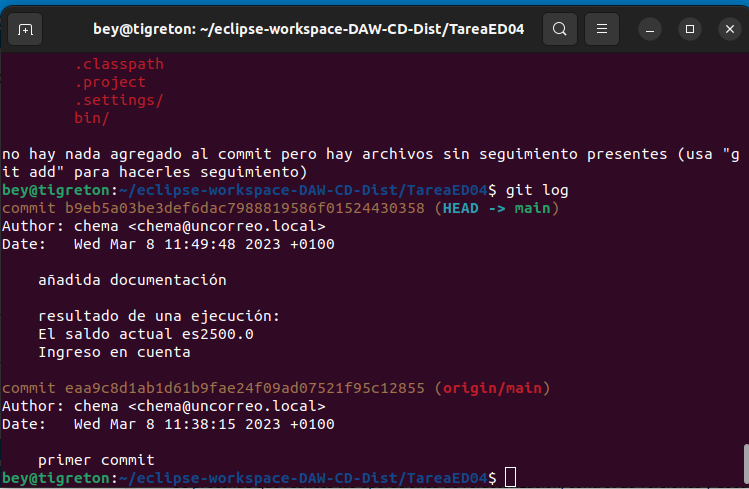 bey@tigreton: ~/eclipse-workspace-DAW-CD-Dist/TareaED04
.classpath
.project
.settings/
bin/
no hay nada agregado al commit pero hay archivos sin seguimiento presentes (usa "g
it add" para hacerles seguimiento)
bey@tigreton:~/eclipse-workspace-DAW-CD-Dist/TareaED04$ git log
commit b9eb5a03be3def6dac7988819586f01524430358 (HEAD -> main)
Author: chema <chema@uncorreo.local>
Date:   Wed Mar 8 11:49:48 2023 +0100
añadida documentación
resultado de una ejecución:
El saldo actual es2500.0
Ingreso en cuenta
commit eaa9c8d1ab1d61b9fae24f09ad07521f95c12855 (origin/main)
Author: chema <chema@uncorreo.local>
Date:   Wed Mar 8 11:38:15 2023 +0100
primer commit
bey@tigreton:~/eclipse-workspace-DAW-CD-Dist/TareaED04$